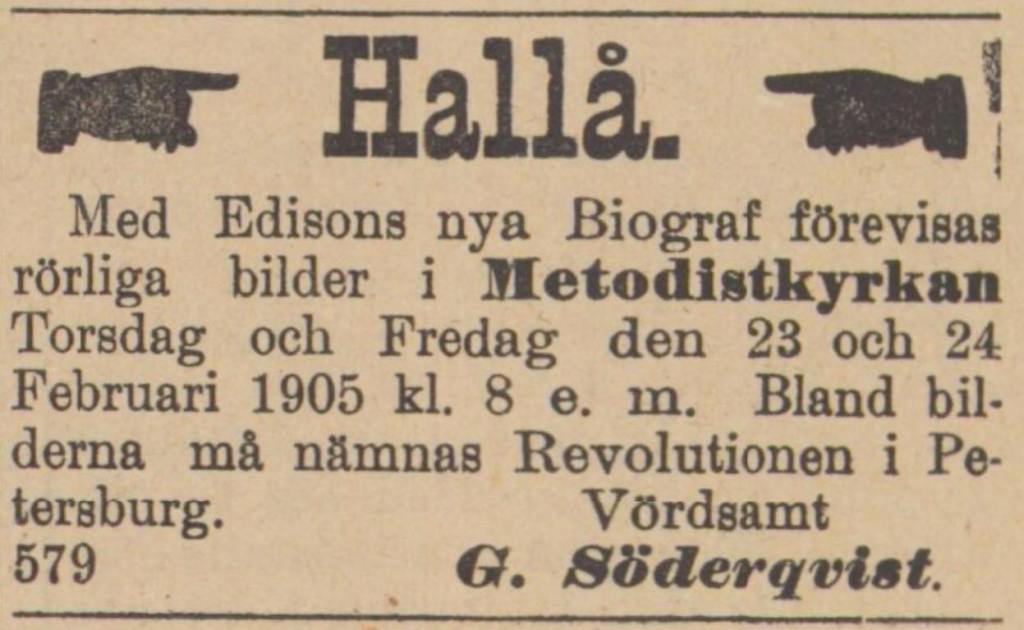 Hallå.
Med Edisons nya Biograf förevisas
rörliga bilder i Metodistkyrkan
Torsdag och Fredag den 23 och 24
Februari 1905 kl. 8 e. m. Bland bil-
derna må nämnas Revolutionen i Pe-
tersburg. Vördsamt
579 G. Söderqvist.